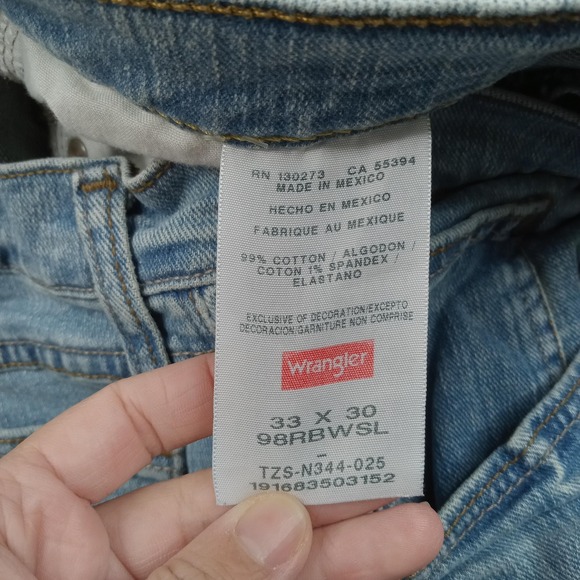 RN 130273 CA 55394
MADE IN MEXICO
HECHO EN MEXICO
FABRIQUE AU MEXIQUE
99% COTTON / ALGODON /
COTON 1% SPANDEX /
ELASTANO
EXCLUSIVE OF DECORATION/EXCEPTO
DECORACION/GARNITURE NON COMPRISE
Wrangler
33 X 30
98RBWSL
-
TZS-N344-025
191683503152